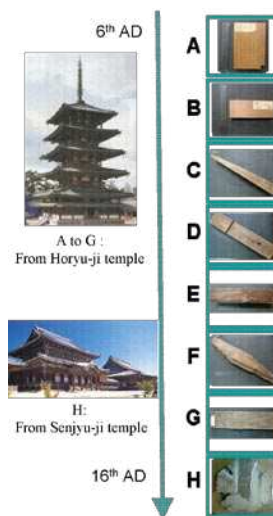 6th AD
A
B
C
D
A to G :
From Horyu-ji temple
E
F
H:
From Senjyu-ji temple
G
16th AD
H